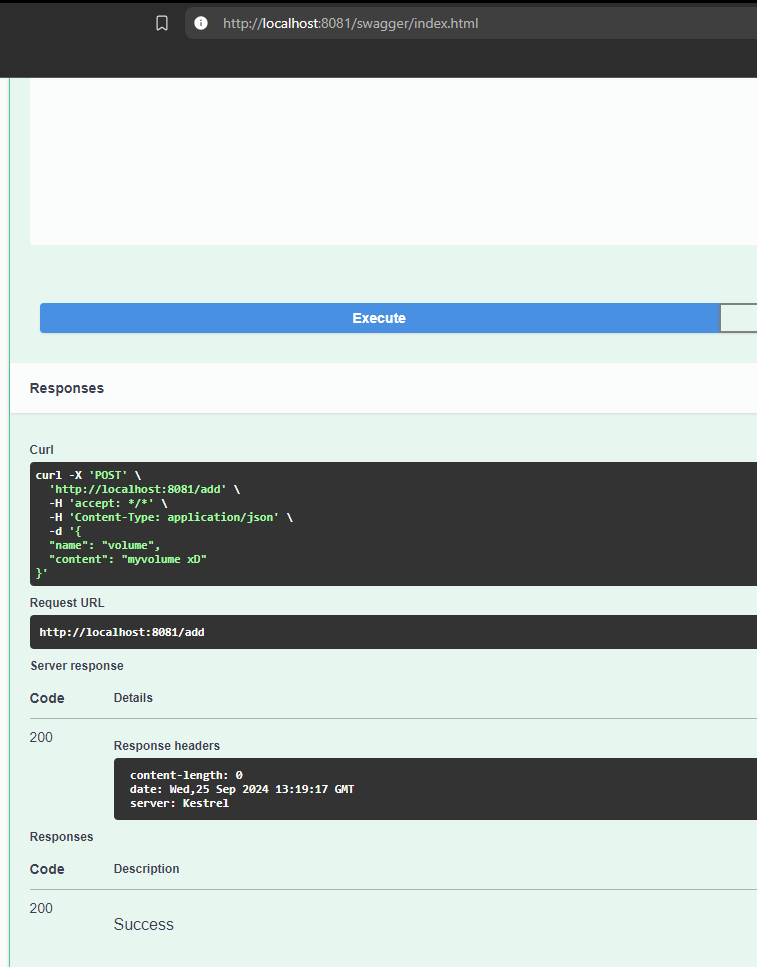 http://localhost:8081/swagger/index.html
Execute
Responses
Curl
curl -X 'POST' \
  'http://localhost:8081/add' \
  -H 'accept: */*' \
  -H 'Content-Type: application/json' \
  -d '{
  "name": "volume",
  "content": "myvolume xD"
}'
Request URL
http://localhost:8081/add
Server response
Code Details
200
Response headers
content-length: 0
date: Wed,25 Sep 2024 13:19:17 GMT
server: Kestrel
Responses
Code Description
200
Success